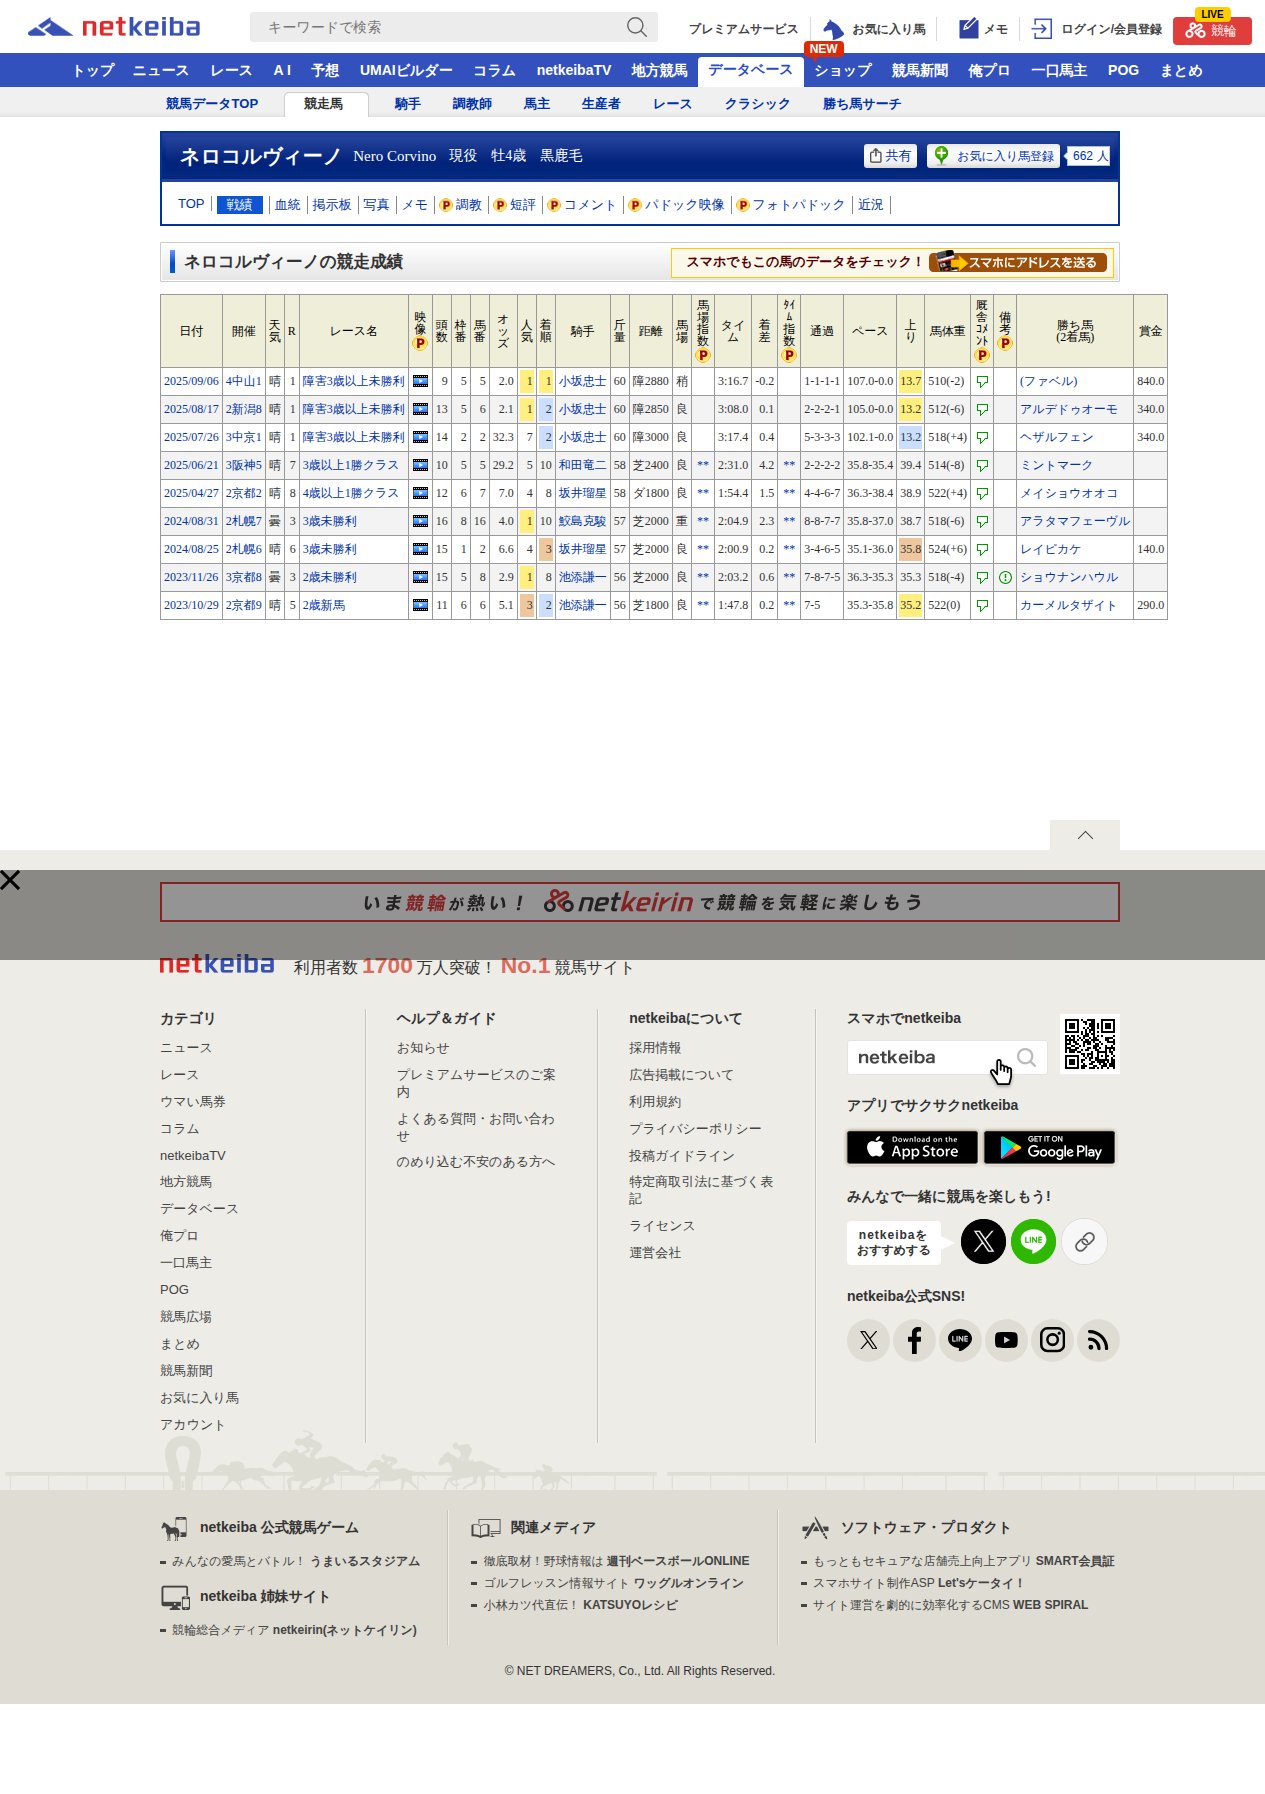 netkeiba
キーワードで検索
プレミアムサービス お気に入り馬 メモ ログイン/会員登録 LIVE 競輪
NEW
トップ ニュース レース A I 予想 UMAIビルダー コラム netkeibaTV 地方競馬 データベース ショップ 競馬新聞 俺プロ 一口馬主 POG まとめ
競馬データTOP 競走馬 騎手 調教師 馬主 生産者 レース クラシック 勝ち馬サーチ
ネロコルヴィーノ Nero Corvino 現役 牡4歳 黒鹿毛 共有 お気に入り馬登録 662 人
TOP 戦績 血統 掲示板 写真 メモ P 調教 P 短評 P コメント P パドック映像 P フォトパドック 近況
ネロコルヴィーノの競走成績 スマホでもこの馬のデータをチェック！ スマホにアドレスを送る
日付 開催 天気 R レース名 映像P 頭数 枠番 馬番 オッズ 人気 着順 騎手 斤量 距離 馬場 馬場指数P タイム 着差 ﾀｲﾑ指数P 通過 ペース 上り 馬体重 厩舎ｺﾒﾝﾄP 備考P 勝ち馬(2着馬) 賞金
2025/09/06 4中山1 晴 1 障害3歳以上未勝利 9 5 5 2.0 1 1 小坂忠士 60 障2880 稍 3:16.7 -0.2 1-1-1-1 107.0-0.0 13.7 510(-2) (ファベル) 840.0
2025/08/17 2新潟8 晴 1 障害3歳以上未勝利 13 5 6 2.1 1 2 小坂忠士 60 障2850 良 3:08.0 0.1 2-2-2-1 105.0-0.0 13.2 512(-6) アルデドゥオーモ 340.0
2025/07/26 3中京1 晴 1 障害3歳以上未勝利 14 2 2 32.3 7 2 小坂忠士 60 障3000 良 3:17.4 0.4 5-3-3-3 102.1-0.0 13.2 518(+4) ヘザルフェン 340.0
2025/06/21 3阪神5 晴 7 3歳以上1勝クラス 10 5 5 29.2 5 10 和田竜二 58 芝2400 良 ** 2:31.0 4.2 ** 2-2-2-2 35.8-35.4 39.4 514(-8) ミントマーク
2025/04/27 2京都2 晴 8 4歳以上1勝クラス 12 6 7 7.0 4 8 坂井瑠星 58 ダ1800 良 ** 1:54.4 1.5 ** 4-4-6-7 36.3-38.4 38.9 522(+4) メイショウオオコ
2024/08/31 2札幌7 曇 3 3歳未勝利 16 8 16 4.0 1 10 鮫島克駿 57 芝2000 重 ** 2:04.9 2.3 ** 8-8-7-7 35.8-37.0 38.7 518(-6) アラタマフェーヴル
2024/08/25 2札幌6 晴 6 3歳未勝利 15 1 2 6.6 4 3 坂井瑠星 57 芝2000 良 ** 2:00.9 0.2 ** 3-4-6-5 35.1-36.0 35.8 524(+6) レイピカケ 140.0
2023/11/26 3京都8 曇 3 2歳未勝利 15 5 8 2.9 1 8 池添謙一 56 芝2000 良 ** 2:03.2 0.6 ** 7-8-7-5 36.3-35.3 35.3 518(-4) ショウナンハウル
2023/10/29 2京都9 晴 5 2歳新馬 11 6 6 5.1 3 2 池添謙一 56 芝1800 良 ** 1:47.8 0.2 ** 7-5 35.3-35.8 35.2 522(0) カーメルタザイト 290.0
いま競輪が熱い！ netkeirinで競輪を気軽に楽しもう
netkeiba 利用者数 1700 万人突破！ No.1 競馬サイト
カテゴリ
ニュース
レース
ウマい馬券
コラム
netkeibaTV
地方競馬
データベース
俺プロ
一口馬主
POG
競馬広場
まとめ
競馬新聞
お気に入り馬
アカウント
ヘルプ＆ガイド
お知らせ
プレミアムサービスのご案
内
よくある質問・お問い合わ
せ
のめり込む不安のある方へ
netkeibaについて
採用情報
広告掲載について
利用規約
プライバシーポリシー
投稿ガイドライン
特定商取引法に基づく表
記
ライセンス
運営会社
スマホでnetkeiba
netkeiba
アプリでサクサクnetkeiba
Download on the App Store GET IT ON Google Play
みんなで一緒に競馬を楽しもう!
netkeibaを
おすすめする
LINE
netkeiba公式SNS!
LINE
netkeiba 公式競馬ゲーム
みんなの愛馬とバトル！ うまいるスタジアム
netkeiba 姉妹サイト
競輪総合メディア netkeirin(ネットケイリン)
関連メディア
徹底取材！野球情報は 週刊ベースボールONLINE
ゴルフレッスン情報サイト ワッグルオンライン
小林カツ代直伝！ KATSUYOレシピ
ソフトウェア・プロダクト
もっともセキュアな店舗売上向上アプリ SMART会員証
スマホサイト制作ASP Let'sケータイ！
サイト運営を劇的に効率化するCMS WEB SPIRAL
© NET DREAMERS, Co., Ltd. All Rights Reserved.